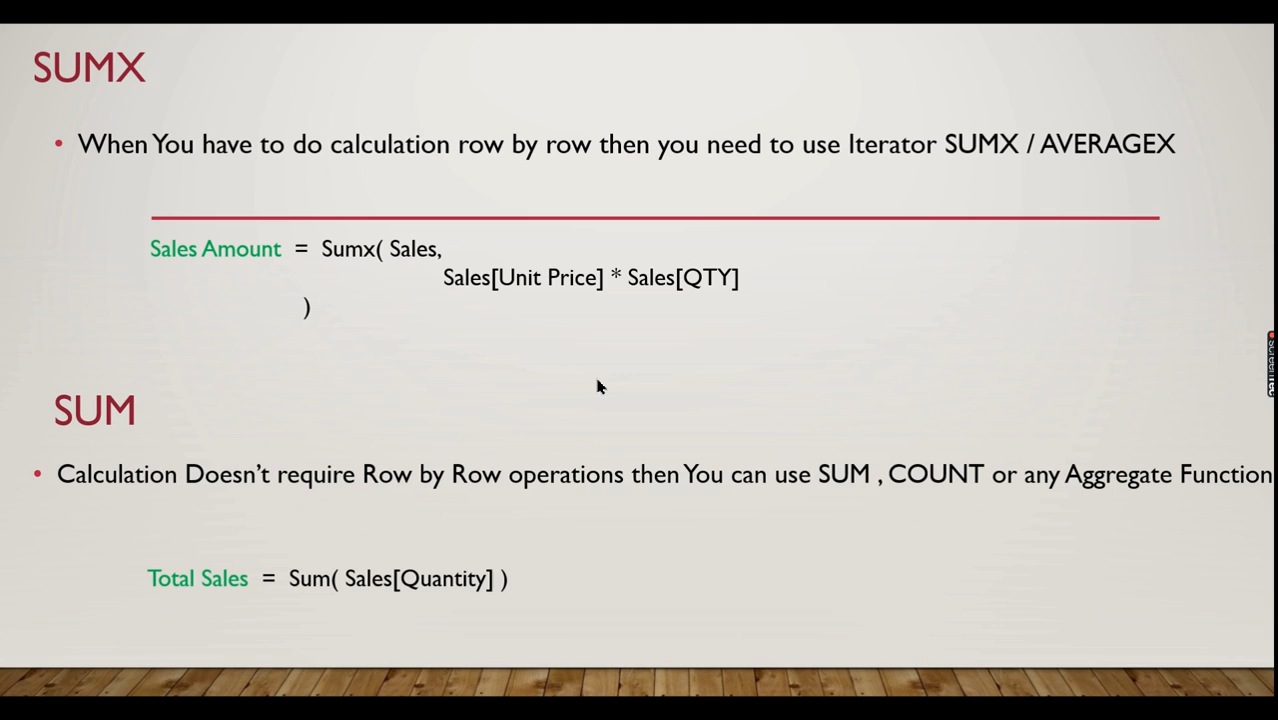 SUMX
• When You have to do calculation row by row then you need to use Iterator SUMX / AVERAGEX
Sales Amount = Sumx( Sales,
Sales[Unit Price] * Sales[QTY]
)
SUM
• Calculation Doesn't require Row by Row operations then You can use SUM , COUNT or any Aggregate Function
Total Sales = Sum( Sales[Quantity] )